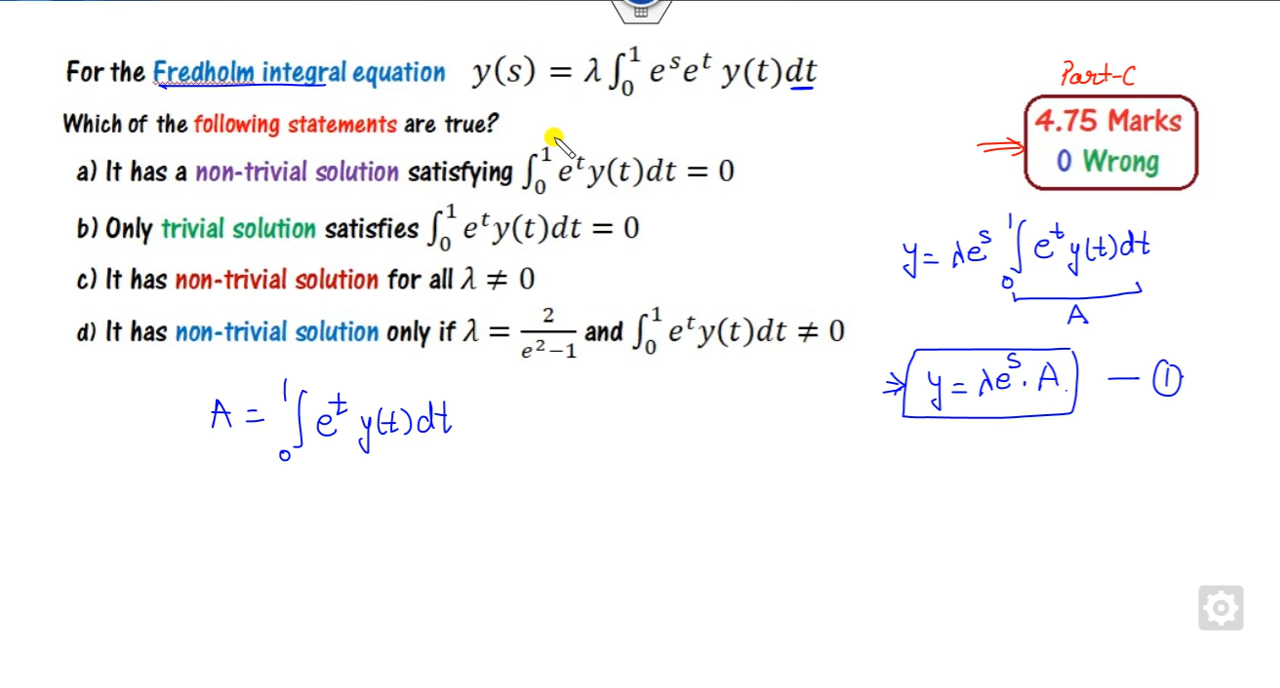 For the Fredholm integral equation y(s) = λ ∫₀¹ eˢeᵗ y(t)dt
Which of the following statements are true?
a) It has a non-trivial solution satisfying ∫₀¹ eᵗy(t)dt = 0
b) Only trivial solution satisfies ∫₀¹ eᵗy(t)dt = 0
c) It has non-trivial solution for all λ ≠ 0
d) It has non-trivial solution only if λ = 2/(e²−1) and ∫₀¹ eᵗy(t)dt ≠ 0
A = ∫₀¹ eᵗ y(t)dt
Part-C
4.75 Marks
0 Wrong
y = λeˢ ∫₀¹ eᵗ y(t)dt
A
⇒ y = λeˢ. A. — ①